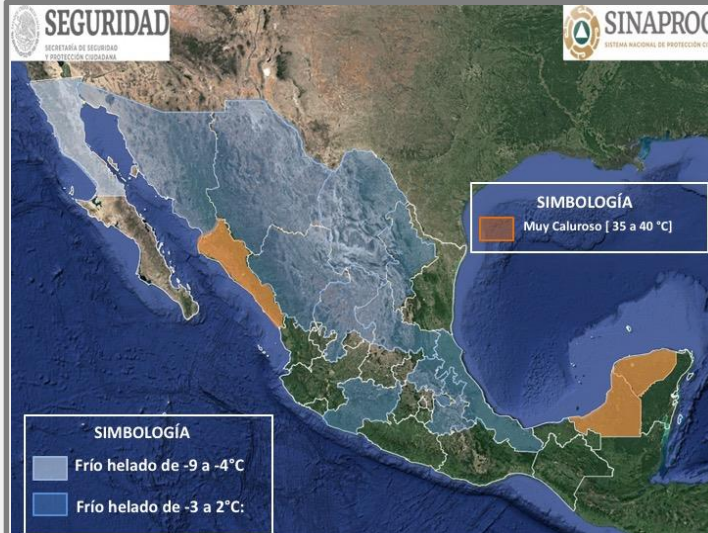 SEGURIDAD
SECRETARÍA DE SEGURIDAD
Y PROTECCIÓN CIUDADANA
SINAPROC
SISTEMA NACIONAL DE PROTECCIÓN
SIMBOLOGÍA
Muy Caluroso [ 35 a 40 °C]
SIMBOLOGÍA
Frío helado de -9 a -4°C
Frío helado de -3 a 2°C: